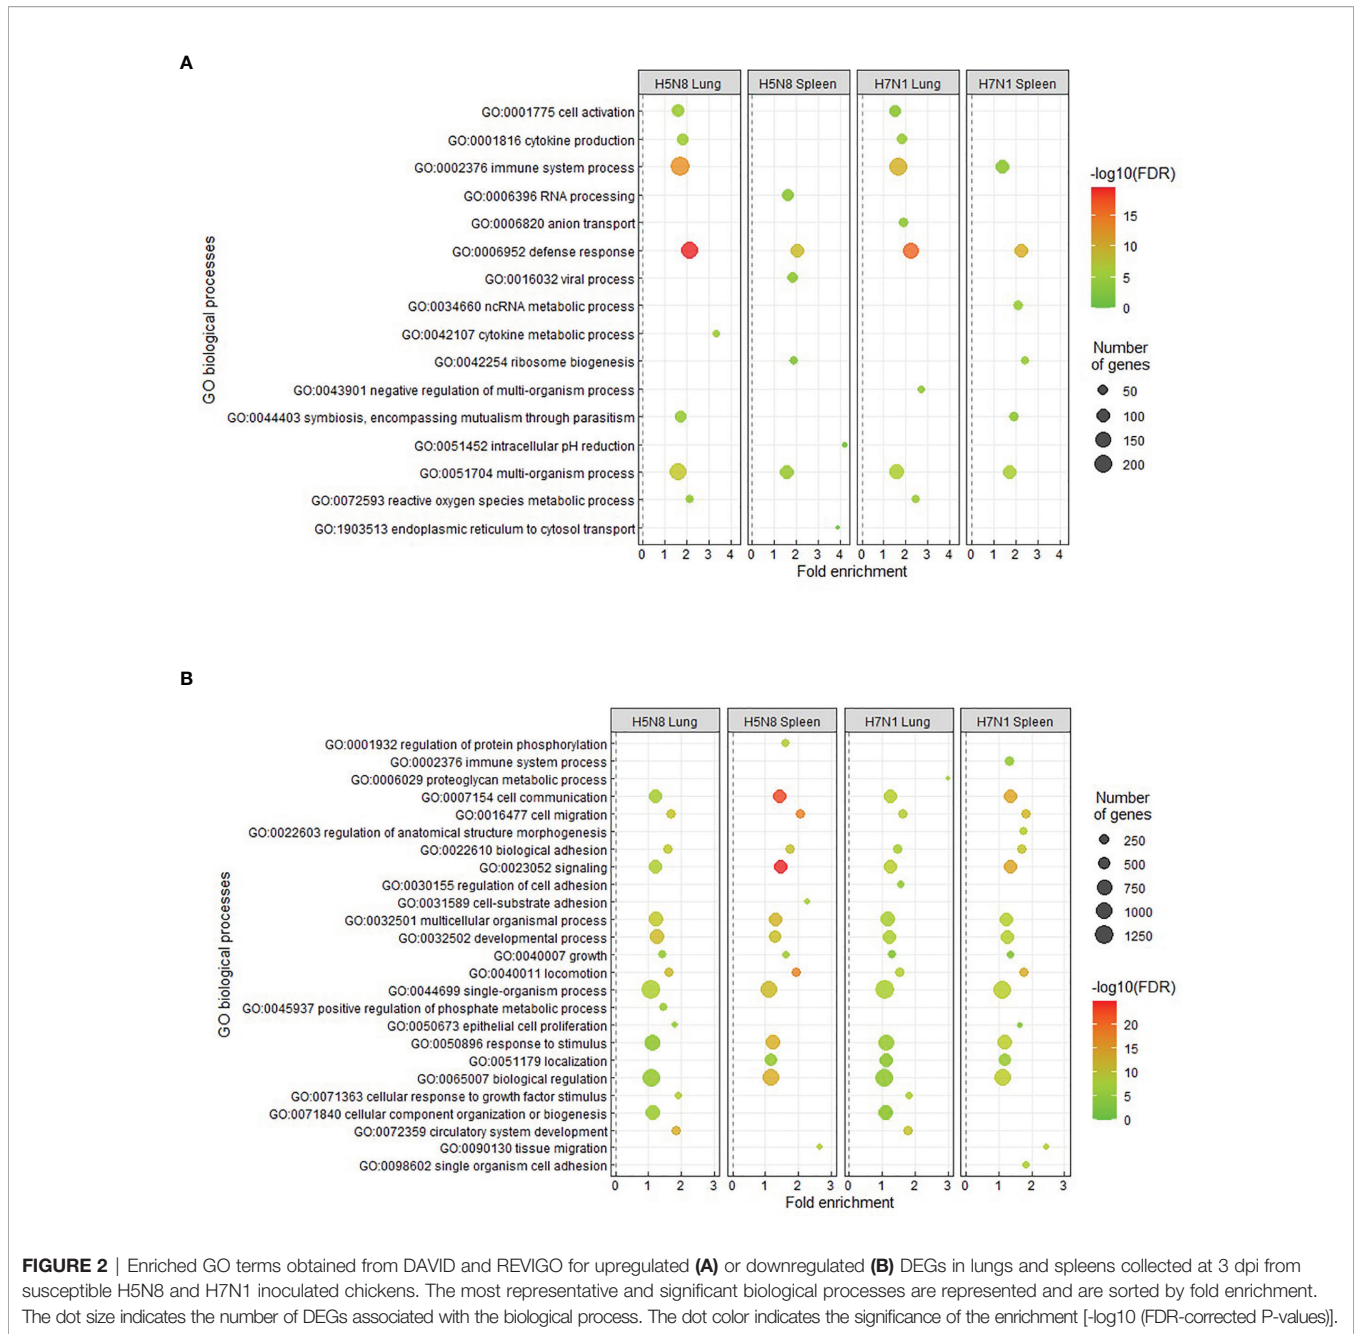 A
H5N8 Lung H5N8 Spleen H7N1 Lung H7N1 Spleen
GO biological processes
GO:0001775 cell activation
GO:0001816 cytokine production
GO:0002376 immune system process
GO:0006396 RNA processing
GO:0006820 anion transport
GO:0006952 defense response
GO:0016032 viral process
GO:0034660 ncRNA metabolic process
GO:0042107 cytokine metabolic process
GO:0042254 ribosome biogenesis
GO:0043901 negative regulation of multi-organism process
GO:0044403 symbiosis, encompassing mutualism through parasitism
GO:0051452 intracellular pH reduction
GO:0051704 multi-organism process
GO:0072593 reactive oxygen species metabolic process
GO:1903513 endoplasmic reticulum to cytosol transport
0 1 2 3 4 0 1 2 3 4 0 1 2 3 4 0 1 2 3 4
Fold enrichment
-log10(FDR)
15
10
5
0
Number
of genes
50
100
150
200
B
H5N8 Lung H5N8 Spleen H7N1 Lung H7N1 Spleen
GO biological processes
GO:0001932 regulation of protein phosphorylation
GO:0002376 immune system process
GO:0006029 proteoglycan metabolic process
GO:0007154 cell communication
GO:0016477 cell migration
GO:0022603 regulation of anatomical structure morphogenesis
GO:0022610 biological adhesion
GO:0023052 signaling
GO:0030155 regulation of cell adhesion
GO:0031589 cell-substrate adhesion
GO:0032501 multicellular organismal process
GO:0032502 developmental process
GO:0040007 growth
GO:0040011 locomotion
GO:0044699 single-organism process
GO:0045937 positive regulation of phosphate metabolic process
GO:0050673 epithelial cell proliferation
GO:0050896 response to stimulus
GO:0051179 localization
GO:0065007 biological regulation
GO:0071363 cellular response to growth factor stimulus
GO:0071840 cellular component organization or biogenesis
GO:0072359 circulatory system development
GO:0090130 tissue migration
GO:0098602 single organism cell adhesion
0 1 2 3 0 1 2 3 0 1 2 3 0 1 2 3
Fold enrichment
Number
of genes
250
500
750
1000
1250
-log10(FDR)
20
15
10
5
0
FIGURE 2 | Enriched GO terms obtained from DAVID and REVIGO for upregulated (A) or downregulated (B) DEGs in lungs and spleens collected at 3 dpi from
susceptible H5N8 and H7N1 inoculated chickens. The most representative and significant biological processes are represented and are sorted by fold enrichment.
The dot size indicates the number of DEGs associated with the biological process. The dot color indicates the significance of the enrichment [-log10 (FDR-corrected P-values)].